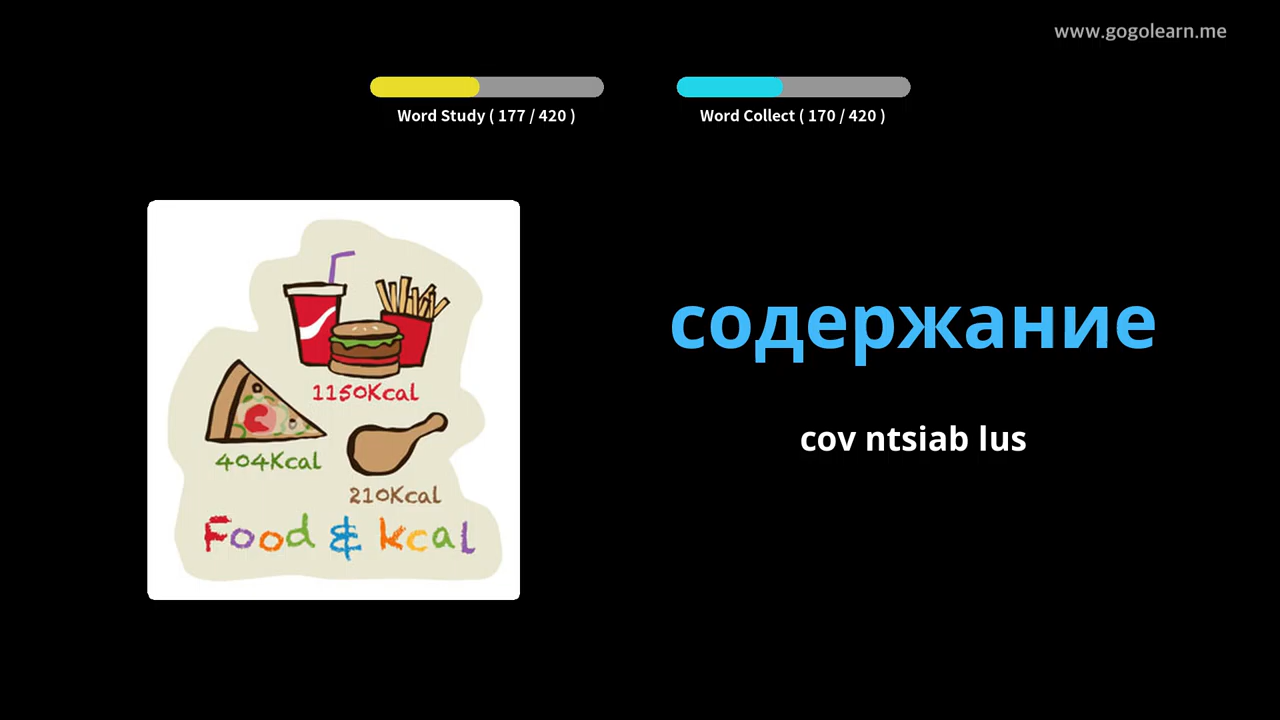 www.gogolearn.me
Word Study ( 177 / 420 )
Word Collect ( 170 / 420 )
1150Kcal
404Kcal
210Kcal
Food & kcal
содержание
cov ntsiab lus